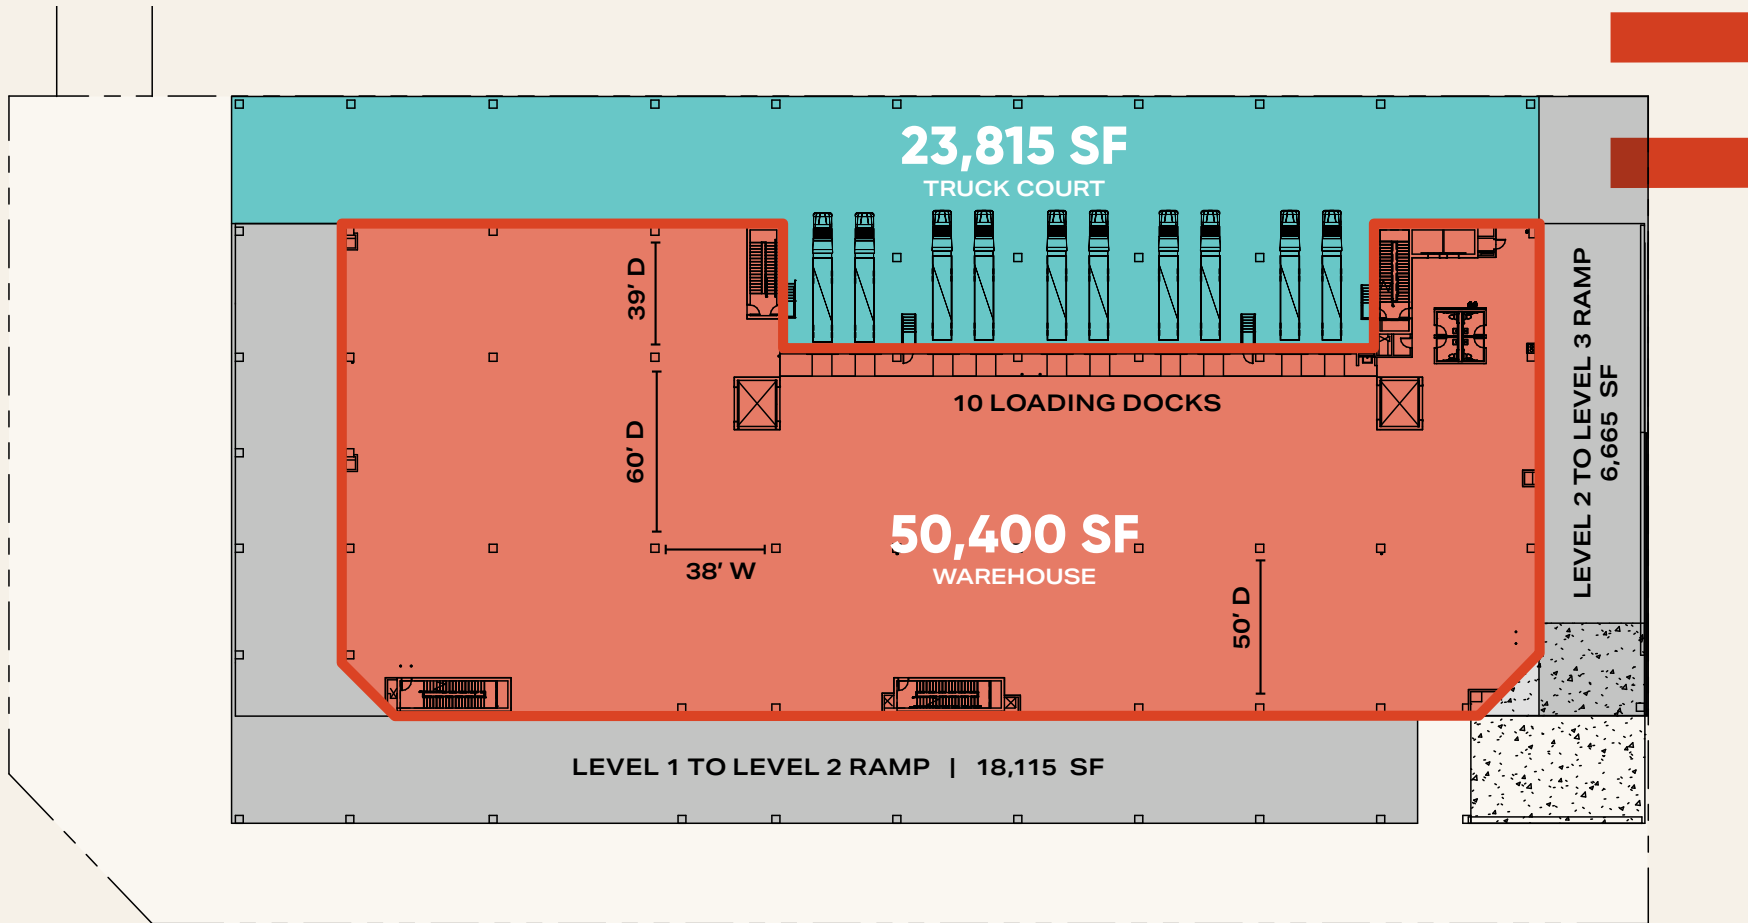 23,815 SF
TRUCK COURT
39’ D
60’ D
38’ W
10 LOADING DOCKS
50,400 SF
WAREHOUSE
50’ D
LEVEL 2 TO LEVEL 3 RAMP
6,665 SF
LEVEL 1 TO LEVEL 2 RAMP | 18,115 SF